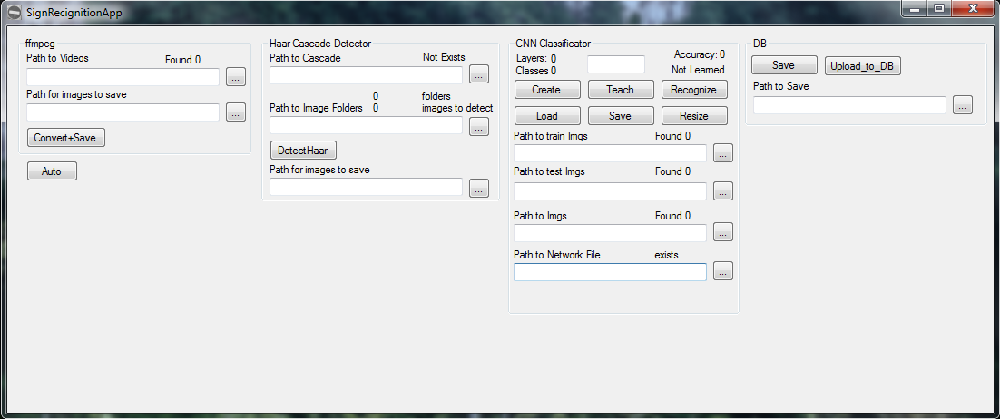 SignRecignitionApp
ffmpeg
Path to Videos Found 0
...
Path for images to save
...
Convert+Save
Auto
Haar Cascade Detector
Path to Cascade Not Exists
...
0 folders
Path to Image Folders 0 images to detect
...
DetectHaar
Path for images to save
...
CNN Classificator
Layers: 0 Accuracy: 0
Classes 0 Not Learned
Create Teach Recognize
Load Save Resize
Path to train Imgs Found 0
...
Path to test Imgs Found 0
...
Path to Imgs Found 0
...
Path to Network File exists
...
DB
Save Upload_to_DB
Path to Save
...